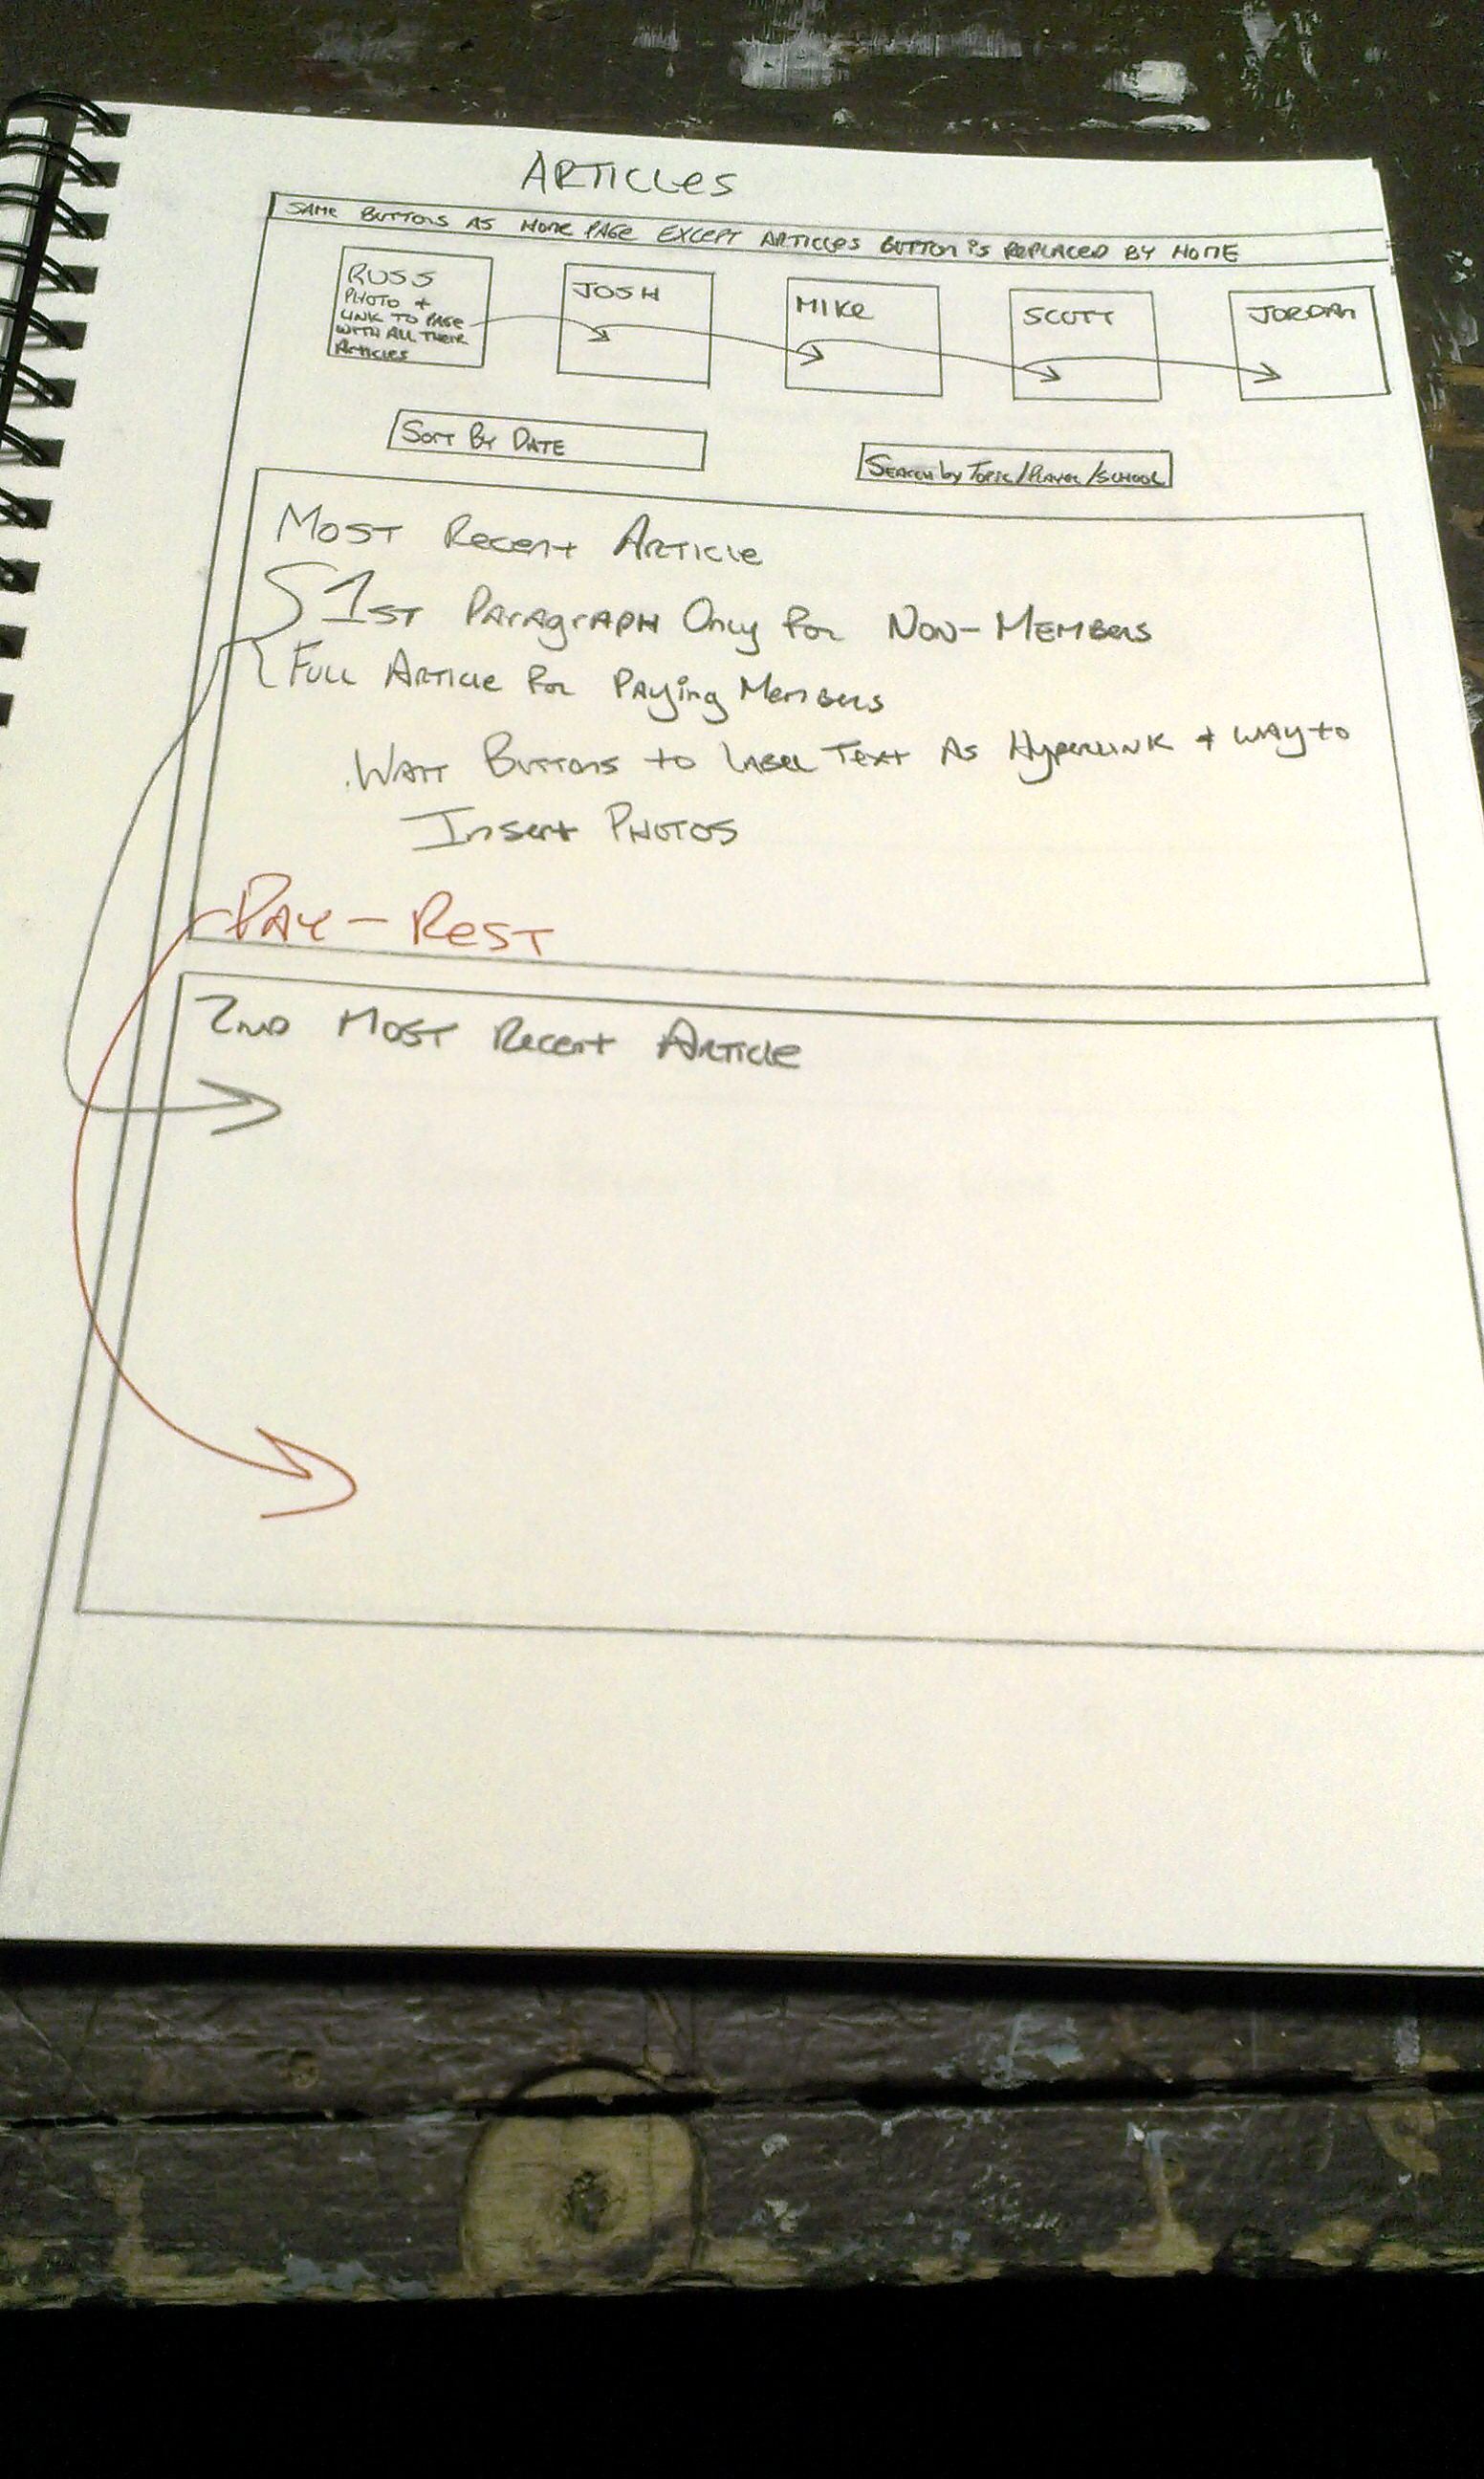 ARTICLES
SAME BUTTONS AS HOME PAGE EXCEPT ARTICLES BUTTON IS REPLACED BY HOME
RUSS
PHOTO +
LINK TO PAGE
WITH ALL THEIR
ARTICLES
JOSH
MIKE
SCOTT
JORDAN
SORT BY DATE
SEARCH by TOPIC/PLAYER/SCHOOL
MOST RECENT ARTICLE
1ST PARAGRAPH ONLY FOR NON-MEMBERS
FULL ARTICLE FOR PAYING MEMBERS
WANT BUTTONS to LABEL TEXT AS HYPERLINK + WAY to
INSERT PHOTOS
PAY - REST
2ND MOST RECENT ARTICLE